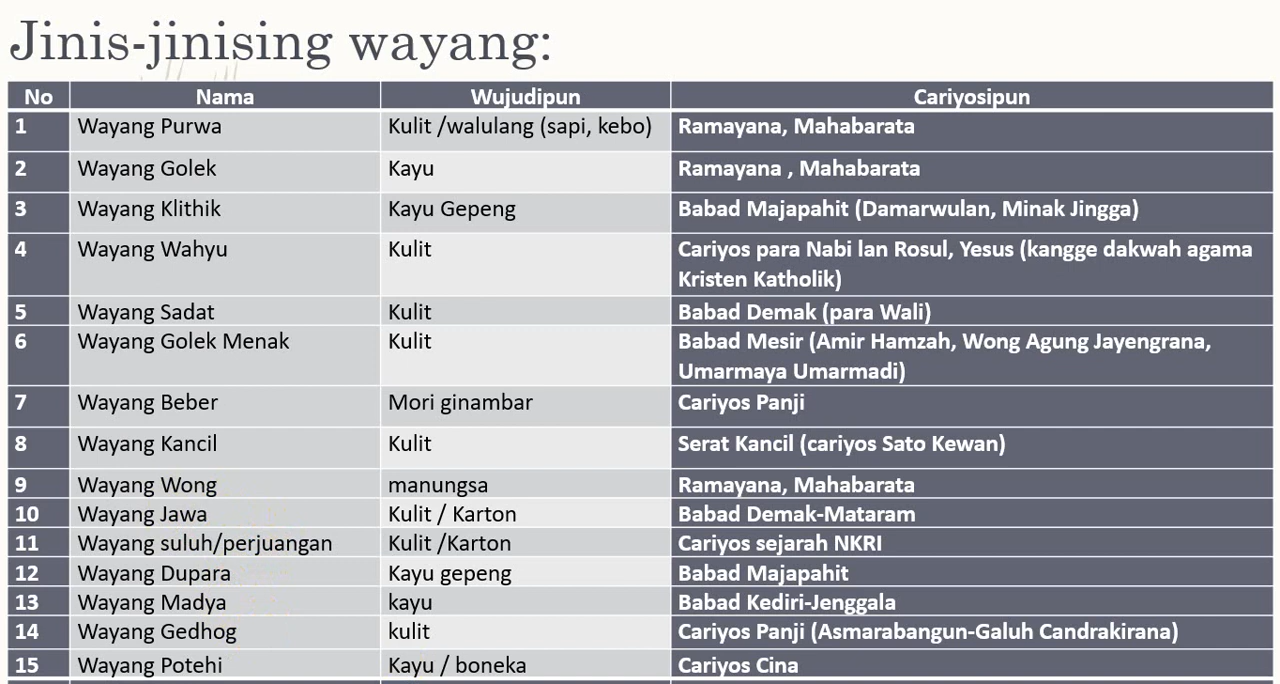 Jinis-jinising wayang:
No Nama Wujudipun Cariyosipun
1 Wayang Purwa Kulit /walulang (sapi, kebo) Ramayana, Mahabarata
2 Wayang Golek Kayu Ramayana , Mahabarata
3 Wayang Klithik Kayu Gepeng Babad Majapahit (Damarwulan, Minak Jingga)
4 Wayang Wahyu Kulit Cariyos para Nabi lan Rosul, Yesus (kangge dakwah agama
Kristen Katholik)
5 Wayang Sadat Kulit Babad Demak (para Wali)
6 Wayang Golek Menak Kulit Babad Mesir (Amir Hamzah, Wong Agung Jayengrana,
Umarmaya Umarmadi)
7 Wayang Beber Mori ginambar Cariyos Panji
8 Wayang Kancil Kulit Serat Kancil (cariyos Sato Kewan)
9 Wayang Wong manungsa Ramayana, Mahabarata
10 Wayang Jawa Kulit / Karton Babad Demak-Mataram
11 Wayang suluh/perjuangan Kulit /Karton Cariyos sejarah NKRI
12 Wayang Dupara Kayu gepeng Babad Majapahit
13 Wayang Madya kayu Babad Kediri-Jenggala
14 Wayang Gedhog kulit Cariyos Panji (Asmarabangun-Galuh Candrakirana)
15 Wayang Potehi Kayu / boneka Cariyos Cina